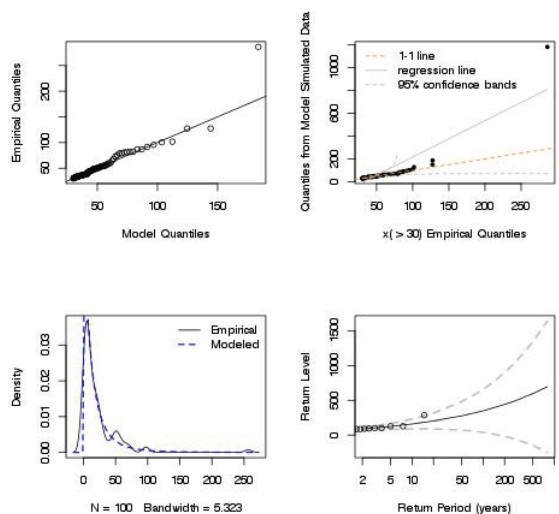 Empirical Quantiles
50
100
200
50
100
150
Model Quantiles
Quantiles from Model Simulated Data
0
200
600
1000
1-1 line
regression line
95% confidence bands
50
100
150
200
250
x( > 30) Empirical Quantiles
Density
0.00
0.01
0.02
0.03
Empirical
Modeled
0
50
100
150
200
250
N = 100 Bandwidth = 5.323
Return Level
0
500
1000
1500
2
5
10
50
100
500
Return Period (years)